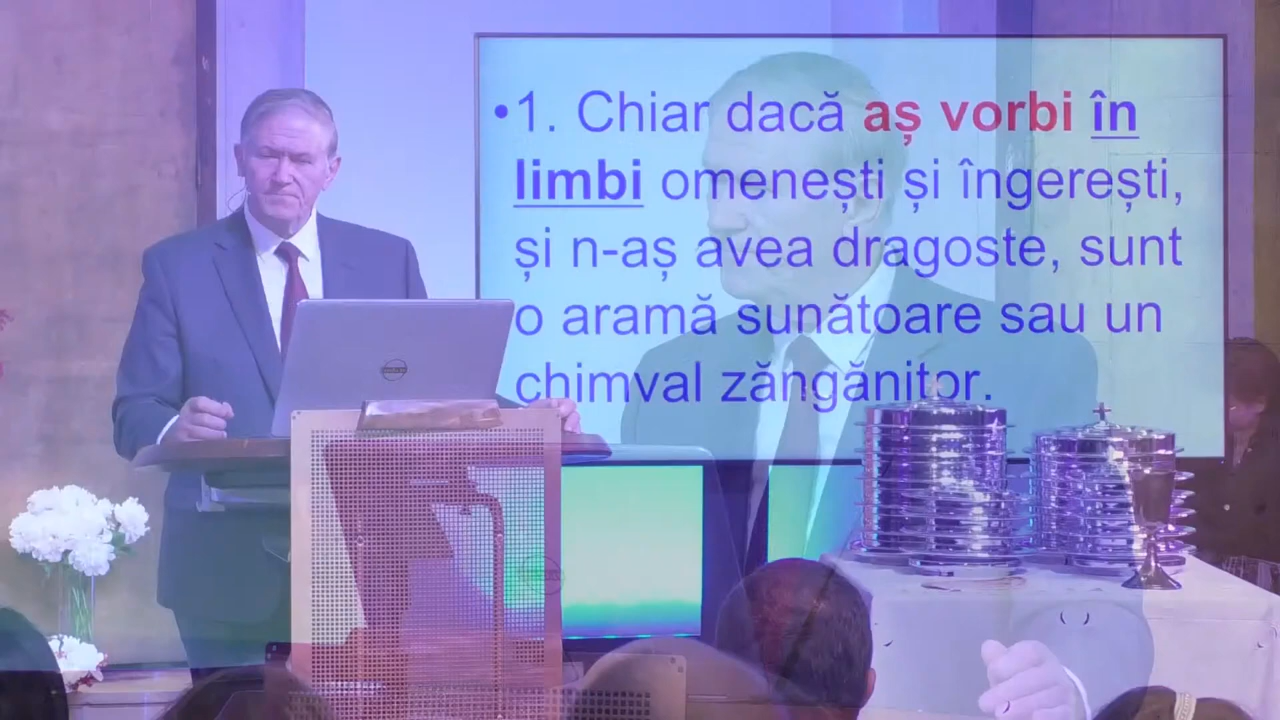 •1. Chiar dacă aș vorbi în
limbi omenești și îngerești,
și n-aș avea dragoste, sunt
o aramă sunătoare sau un
chimval zăngănitor.